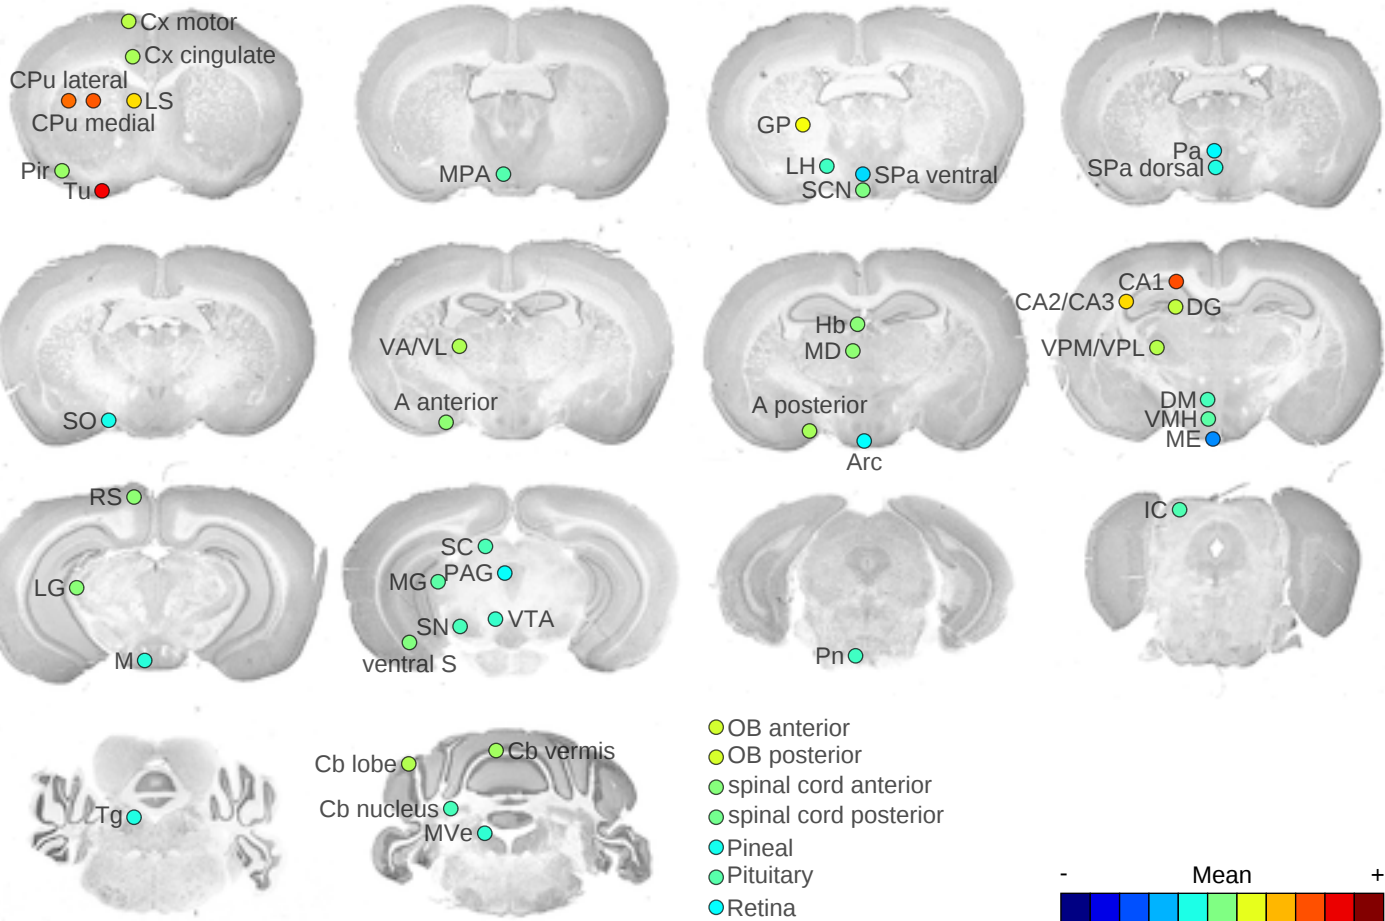 Cx motor
Cx cingulate
CPu lateral
LS
CPu medial
Pir
Tu
MPA
GP
LH
SPa ventral
SCN
Pa
SPa dorsal
SO
VA/VL
A anterior
Hb
MD
A posterior
Arc
CA1
CA2/CA3
DG
VPM/VPL
DM
VMH
ME
RS
LG
M
SC
PAG
MG
VTA
SN
ventral S
Pn
IC
Tg
Cb vermis
Cb lobe
Cb nucleus
MVe
OB anterior
OB posterior
spinal cord anterior
spinal cord posterior
Pineal
Pituitary
Retina
- Mean +